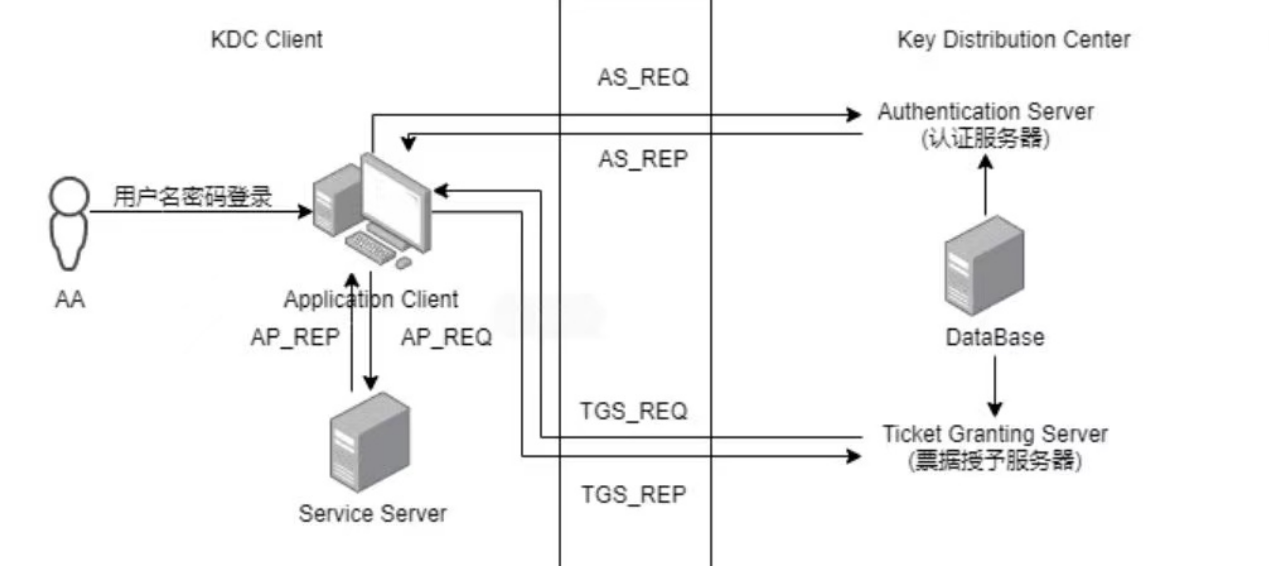 KDC Client
Key Distribution Center
AS_REQ
Authentication Server
(认证服务器)
AS_REP
用户名密码登录
AA
Application Client
AP_REP
AP_REQ
DataBase
TGS_REQ
Ticket Granting Server
(票据授予服务器)
TGS_REP
Service Server